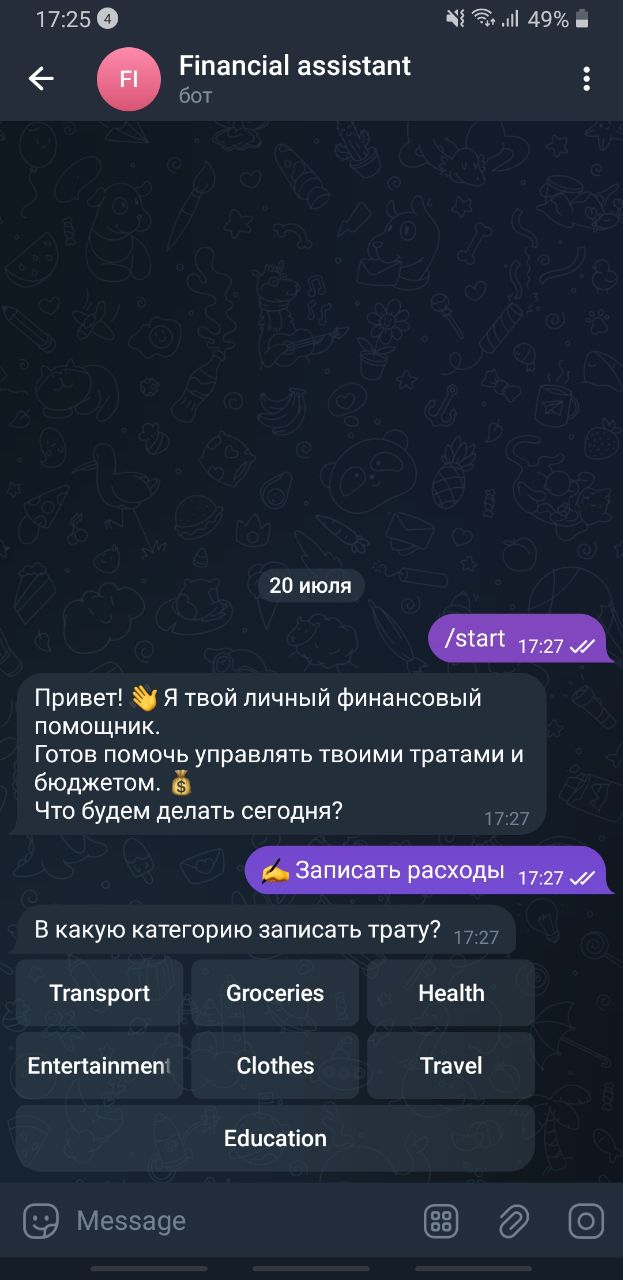 17:25 4 49%
FI
Financial assistant
бот
20 июля
/start 17:27
Привет! 👋 Я твой личный финансовый
помощник.
Готов помочь управлять твоими тратами и
бюджетом. 💰
Что будем делать сегодня? 17:27
✍️ Записать расходы 17:27
В какую категорию записать трату? 17:27
Transport Groceries Health
Entertainment Clothes Travel
Education
Message